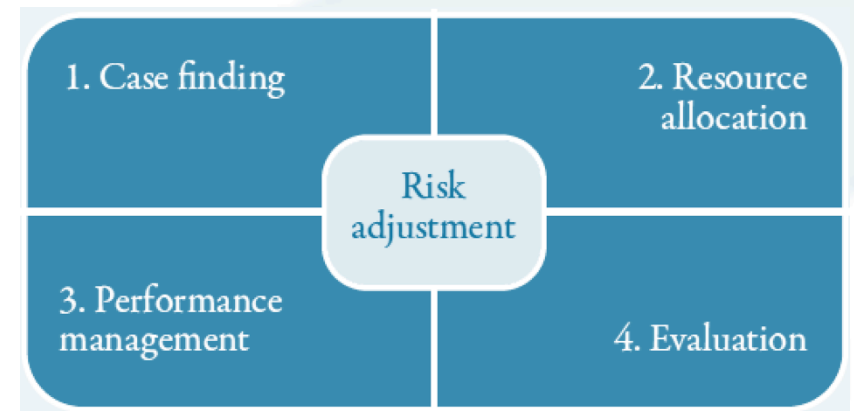 1. Case finding
2. Resource
allocation
Risk
adjustment
3. Performance
management
4. Evaluation